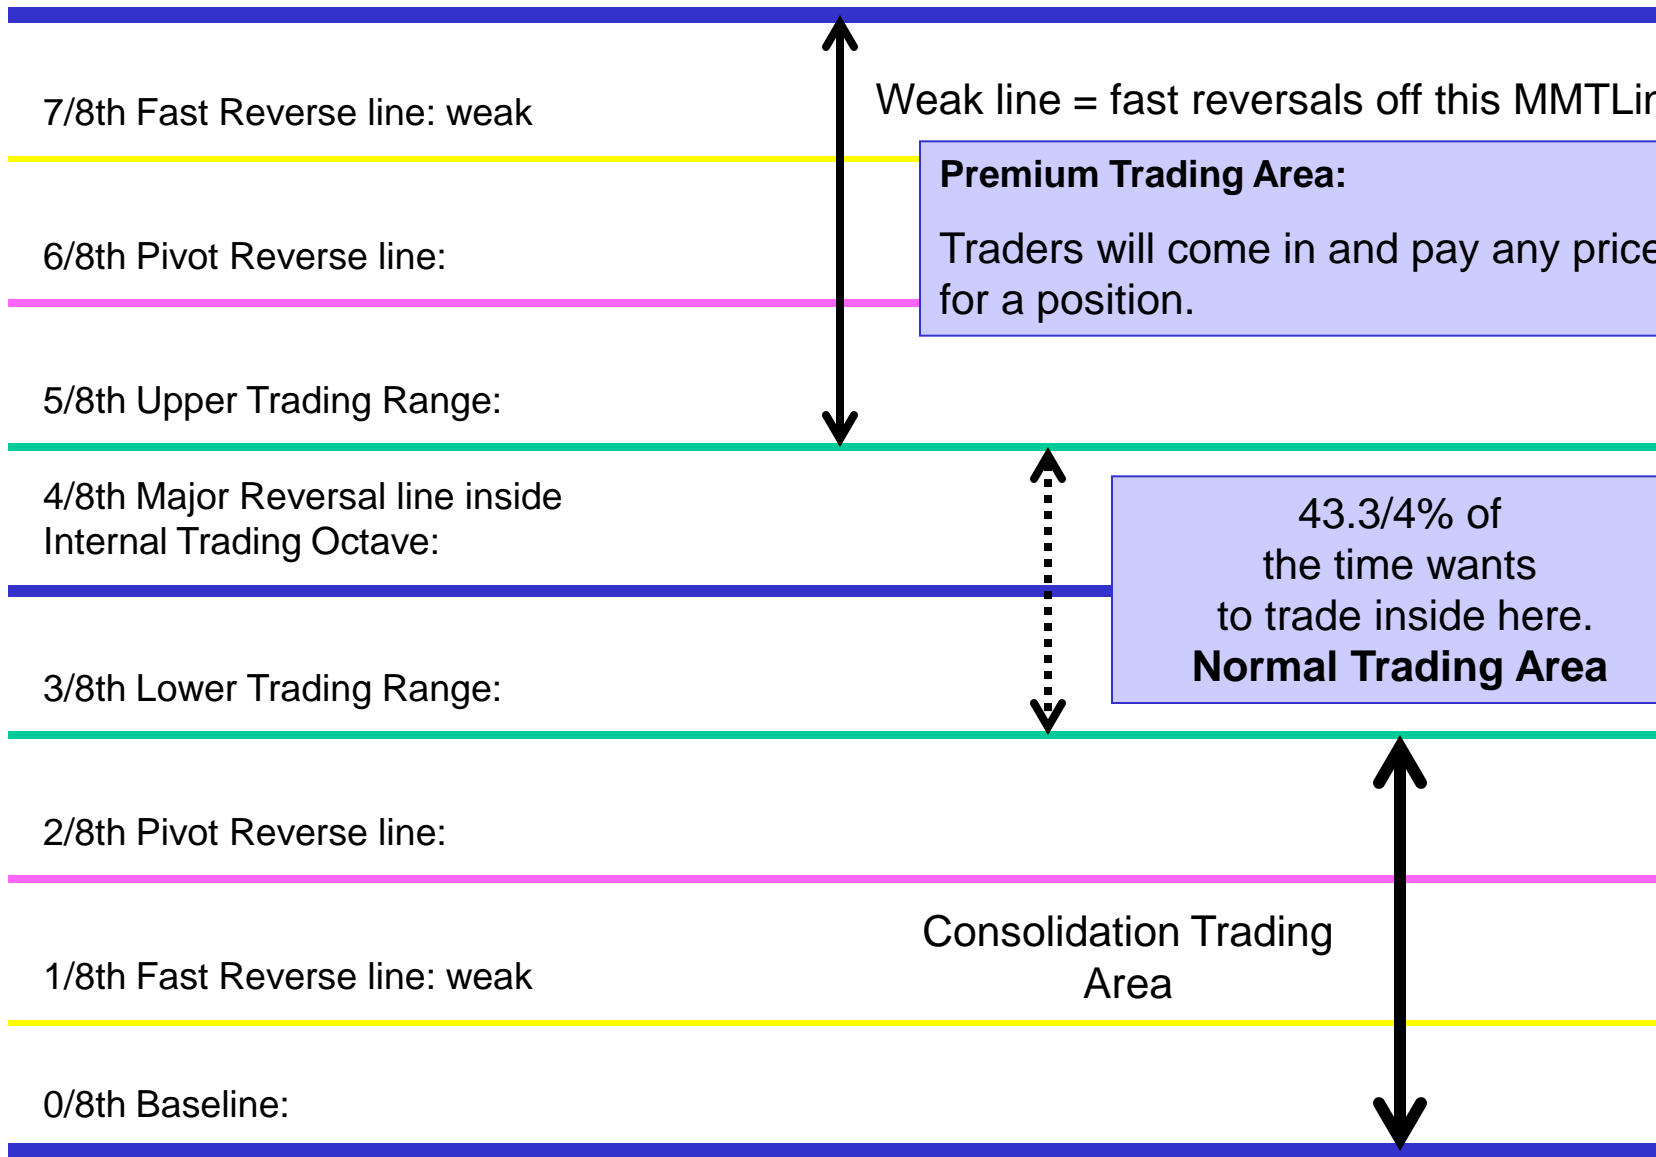 7/8th Fast Reverse line: weak
Weak line = fast reversals off this
Premium Trading Area:
6/8th Pivot Reverse line:
Traders will come in and pay any price
for a position.
5/8th Upper Trading Range:
4/8th Major Reversal line inside
Internal Trading Octave:
43.3/4% of
the time wants
to trade inside here.
Normal Trading Area
3/8th Lower Trading Range:
2/8th Pivot Reverse line:
Consolidation Trading
Area
1/8th Fast Reverse line: weak
0/8th Baseline: